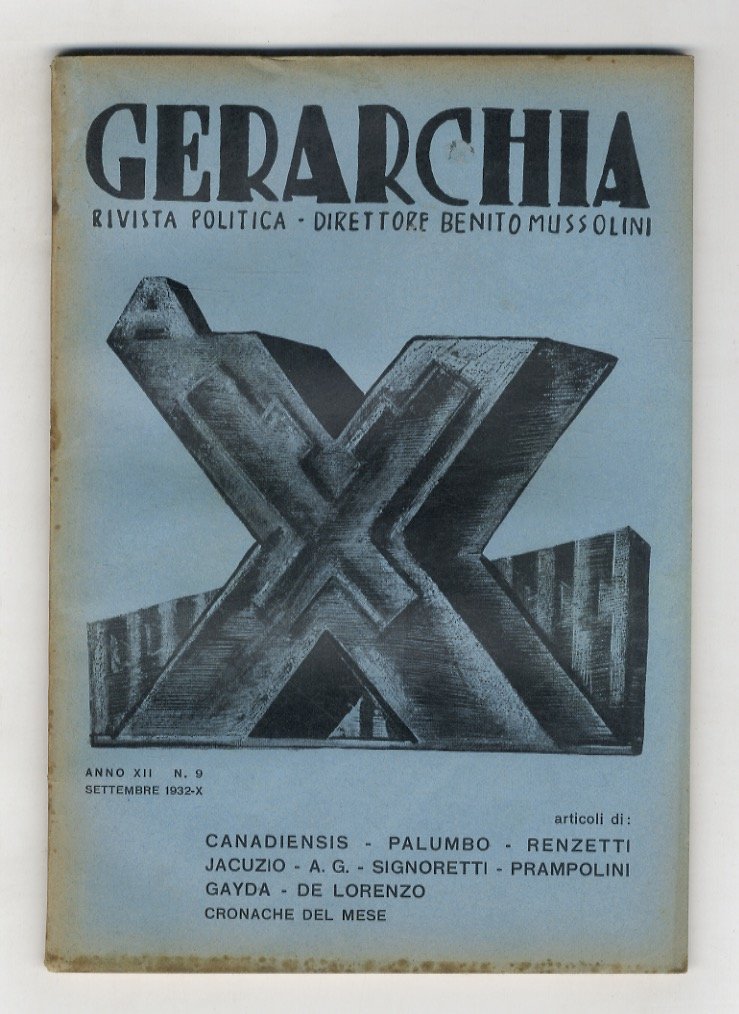 GERARCHIA
RIVISTA POLITICA - DIRETTORE BENITO MUSSOLINI
X
ANNO XII N. 9
SETTEMBRE 1932-X
articoli di:
CANADIENSIS - PALUMBO - RENZETTI
JACUZIO - A. G. - SIGNORETTI - PRAMPOLINI
GAYDA - DE LORENZO
CRONACHE DEL MESE